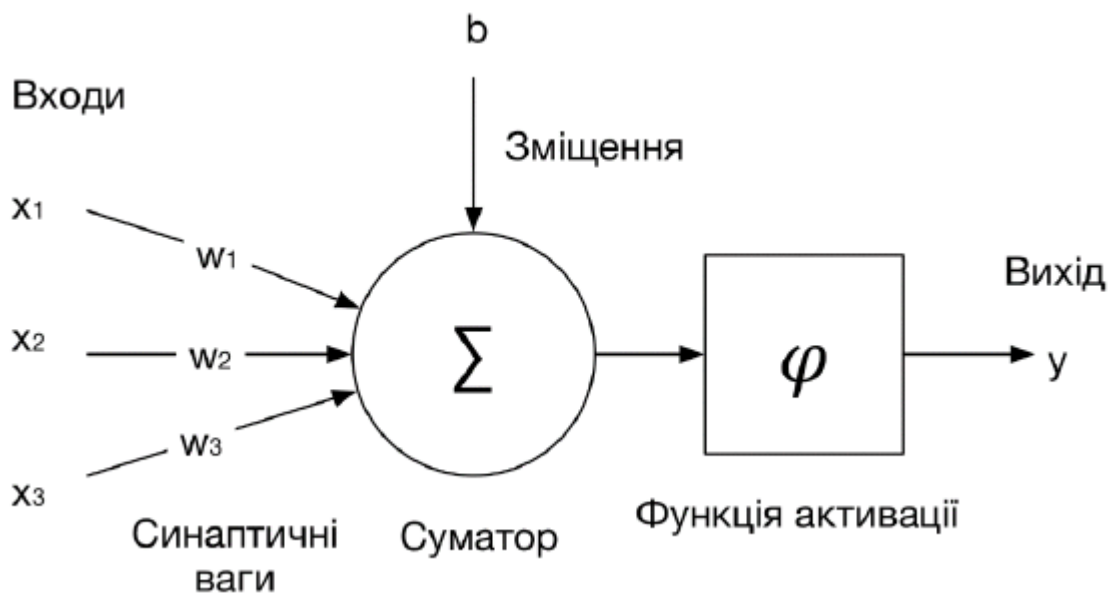 b
Входи
Зміщення
x1
w1
Вихід
x2
w2
∑
φ
y
w3
x3
Синаптичні
ваги
Суматор
Функція активації